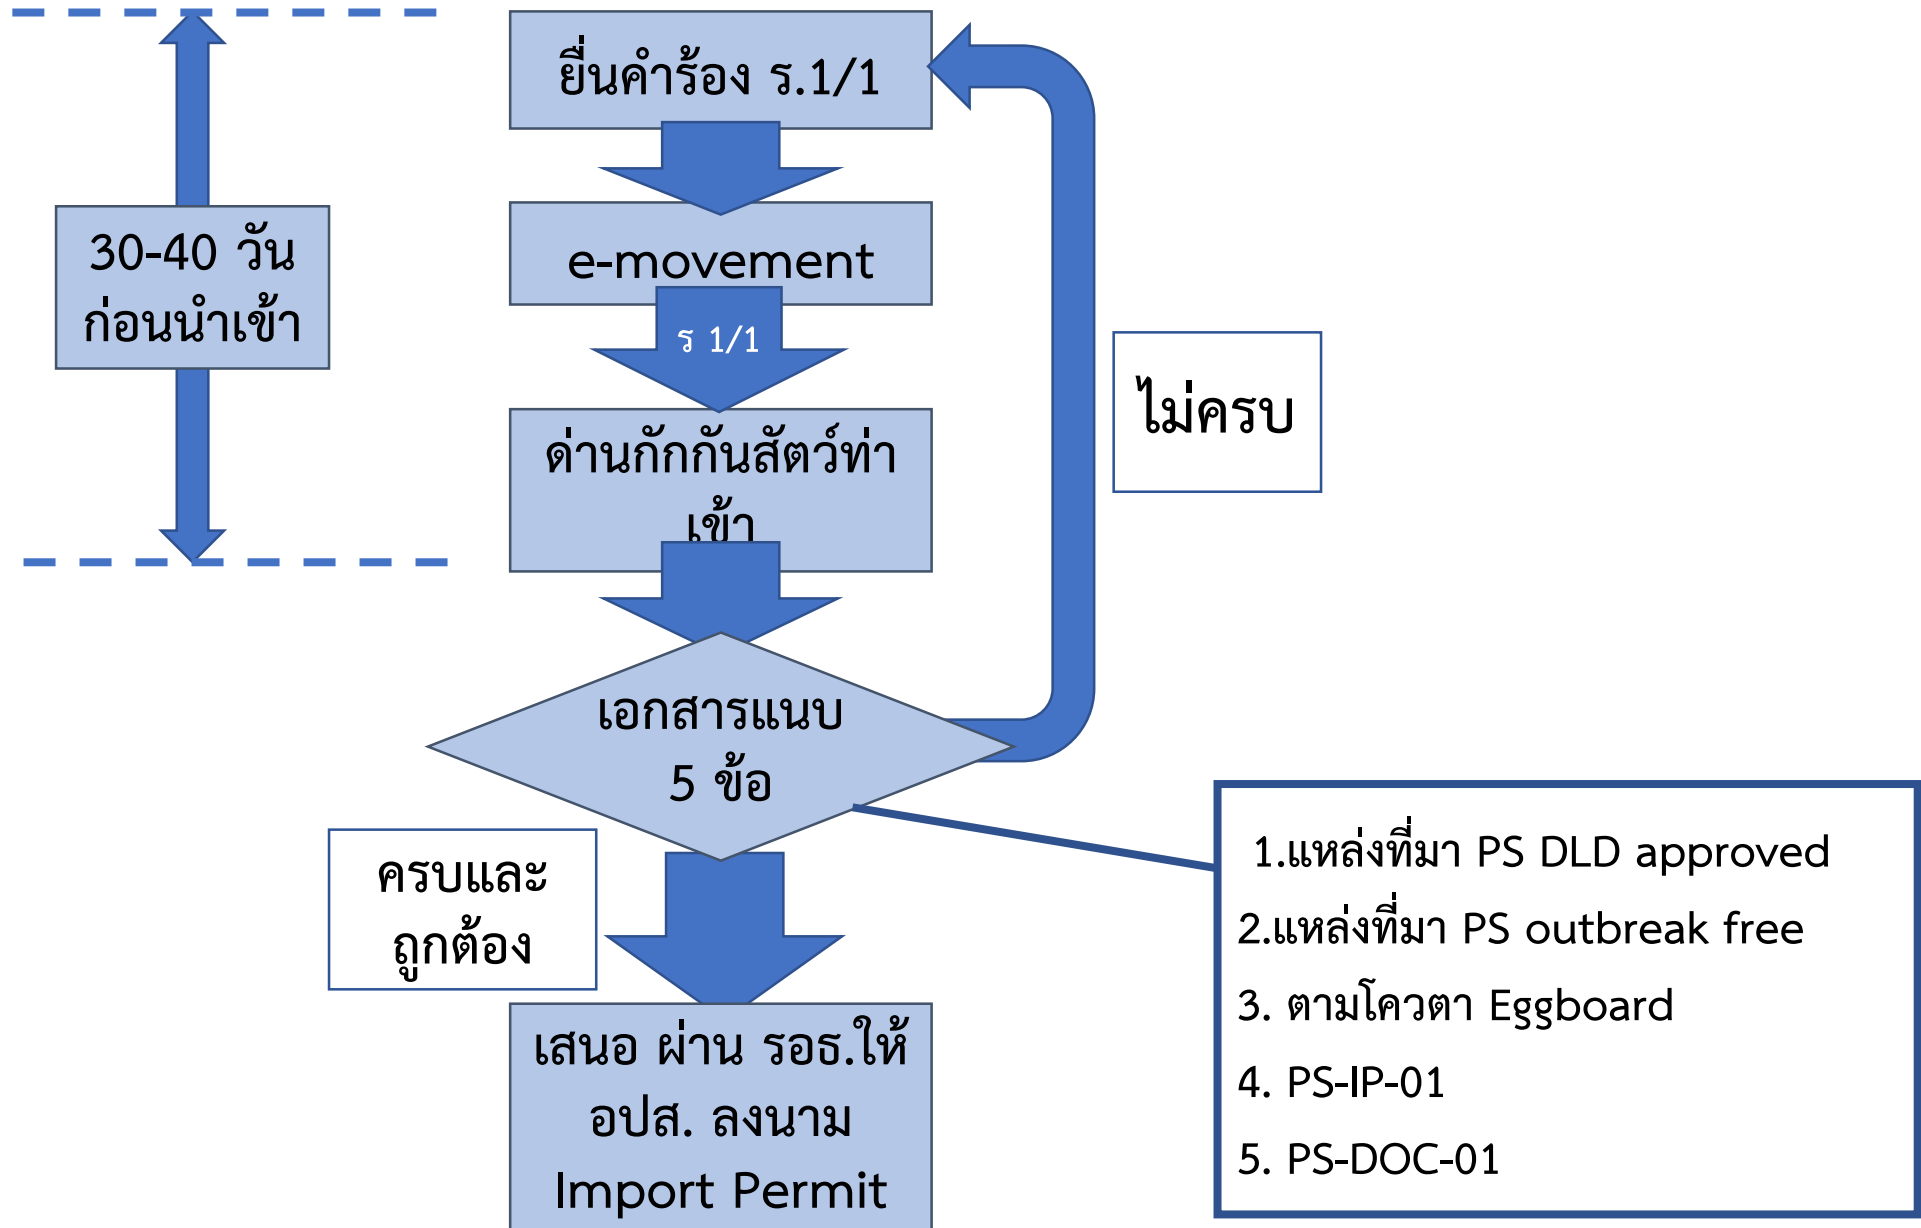 ยื่นคำร้อง ร.1/1
30-40 วัน
ก่อนนำเข้า
e-movement
ร 1/1
ด่านกักกันสัตว์ท่า
เข้า
ไม่ครบ
เอกสารแนบ
5 ข้อ
ครบและ
ถูกต้อง
1.แหล่งที่มา PS DLD approved
2.แหล่งที่มา PS outbreak free
3. ตามโควตา Eggboard
4. PS-IP-01
5. PS-DOC-01
เสนอ ผ่าน รอธ.ให้
อปส. ลงนาม
Import Permit